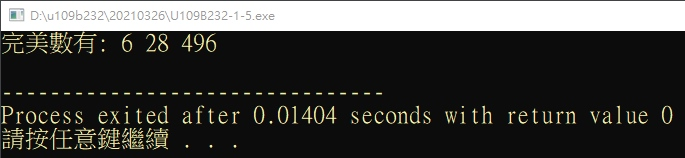 D:\u109b232\20210326\U109B232-1-5.exe
完美數有: 6 28 496
--------------------------------
Process exited after 0.01404 seconds with return value 0
請按任意鍵繼續 . . .